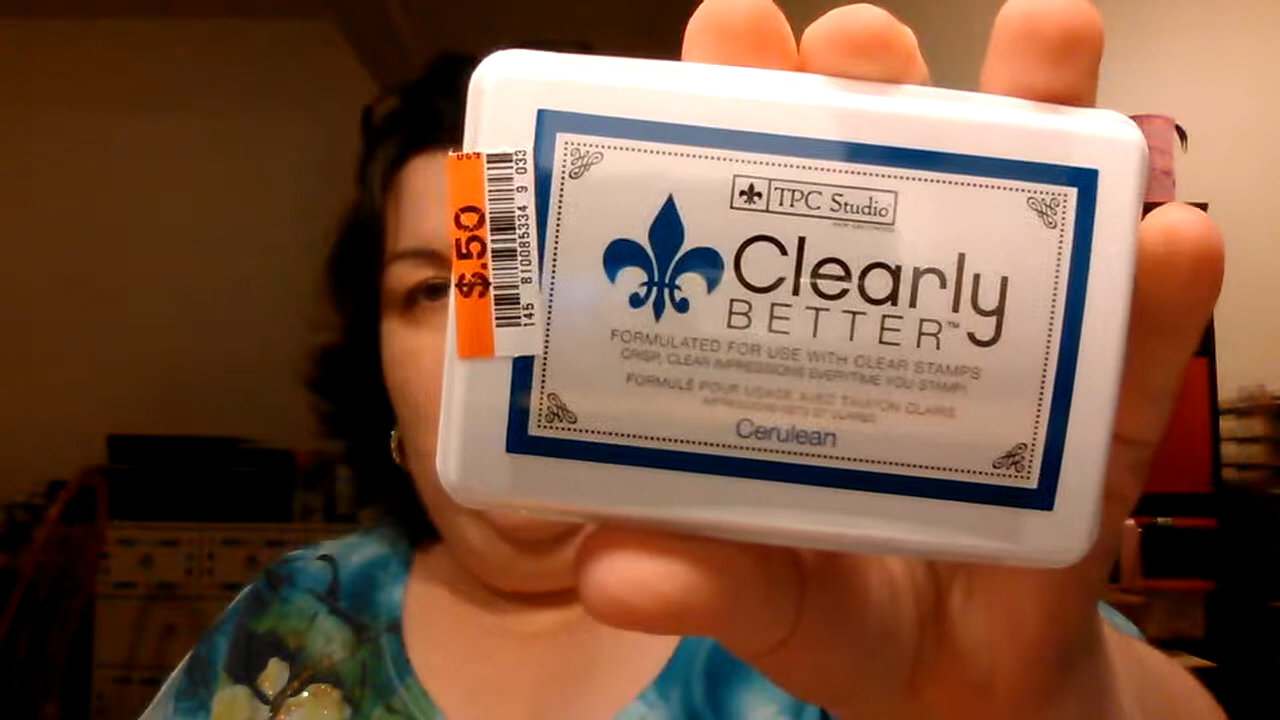 $.50
145 810085334 9 033
TPC Studio
Clearly
BETTER™
FORMULATED FOR USE WITH CLEAR STAMPS
CRISP, CLEAR IMPRESSIONS EVERYTIME YOU STAMP!
FORMULÉ POUR USAGE AVEC TAMPON CLAIRS
Cerulean